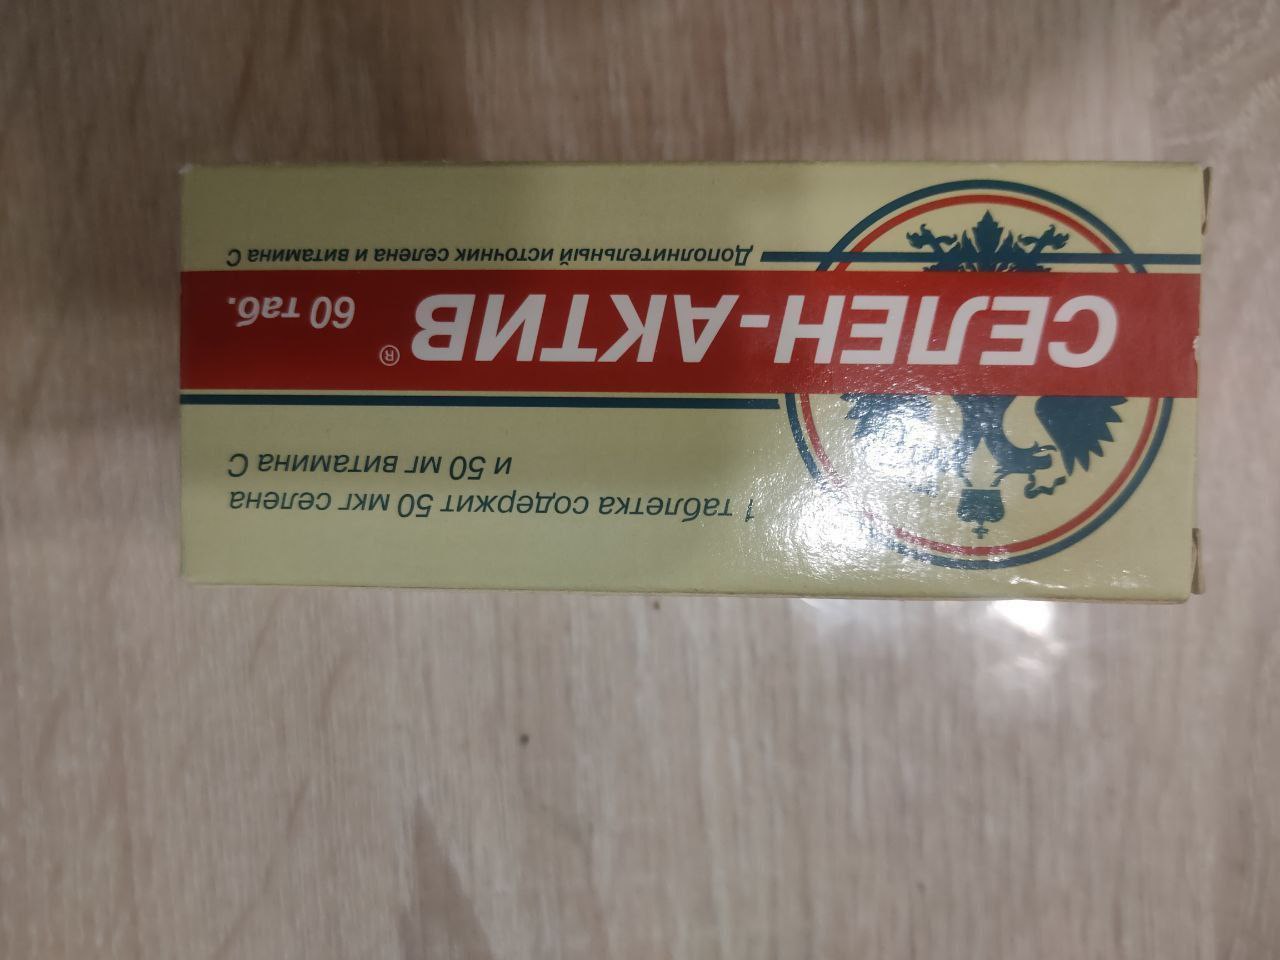 1 таблетка содержит 50 мкг селена
и 50 мг витамина С
СЕЛЕН-АКТИВ® 60 таб.
Дополнительный источник селена и витамина С